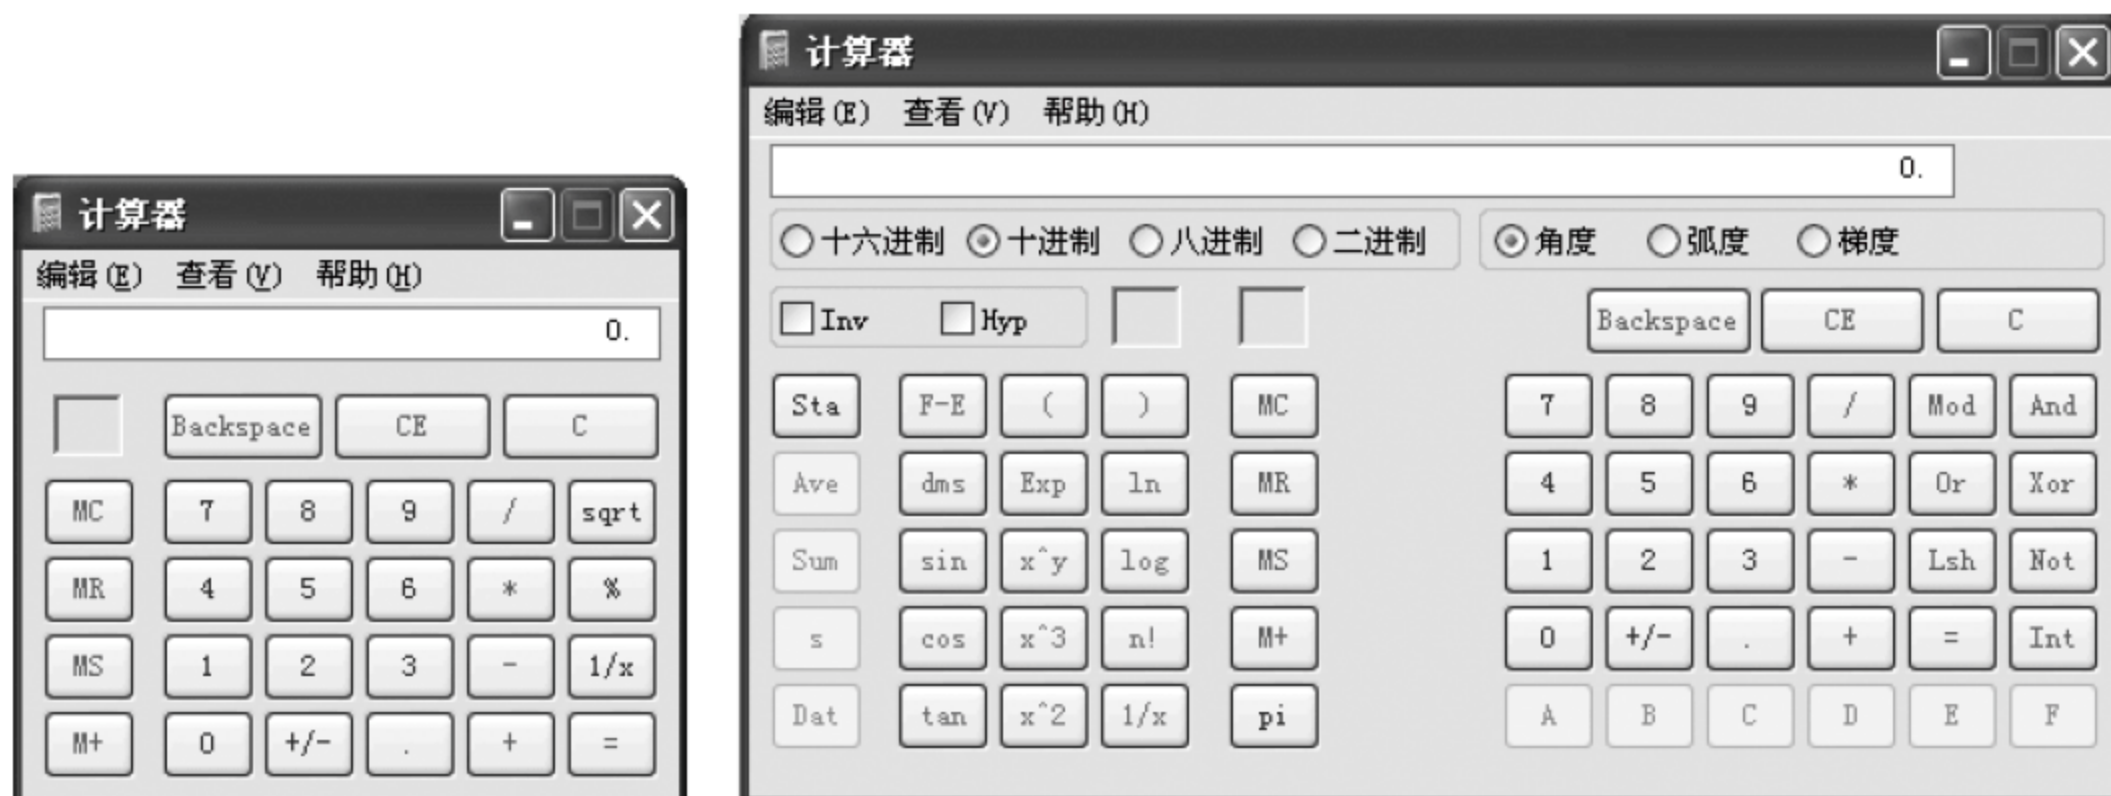 计算器
编辑(E) 查看(V) 帮助(H)
0.
Backspace CE C
MC 7 8 9 / sqrt
MR 4 5 6 * %
MS 1 2 3 - 1/x
M+ 0 +/- . + =
计算器
编辑(E) 查看(V) 帮助(H)
0.
十六进制 十进制 八进制 二进制 角度 弧度 梯度
Inv Hyp Backspace CE C
Sta F-E ( ) MC 7 8 9 / Mod And
Ave dms Exp ln MR 4 5 6 * Or Xor
Sum sin x^y log MS 1 2 3 - Lsh Not
s cos x^3 n! M+ 0 +/- . + = Int
Dat tan x^2 1/x pi A B C D E F